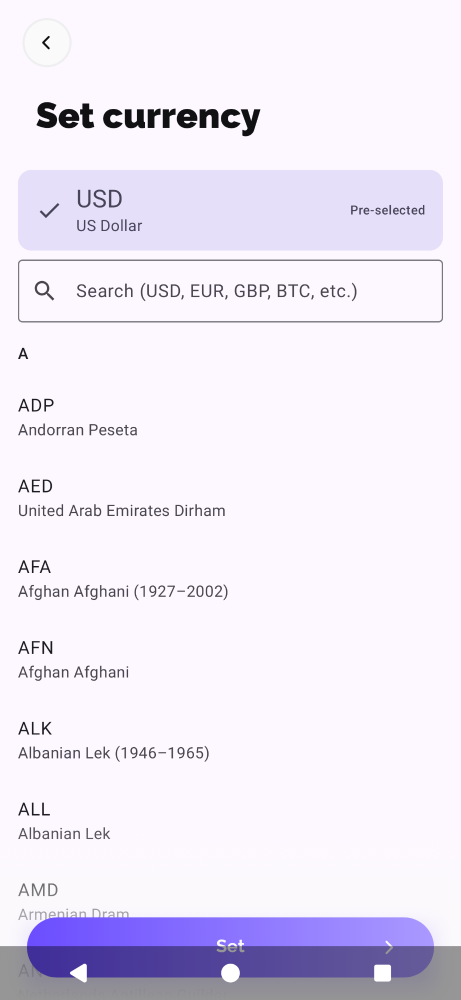 Set currency
USD
US Dollar
Pre-selected
Search (USD, EUR, GBP, BTC, etc.)
A
ADP
Andorran Peseta
AED
United Arab Emirates Dirham
AFA
Afghan Afghani (1927–2002)
AFN
Afghan Afghani
ALK
Albanian Lek (1946–1965)
ALL
Albanian Lek
AMD
Armenian Dram
Set